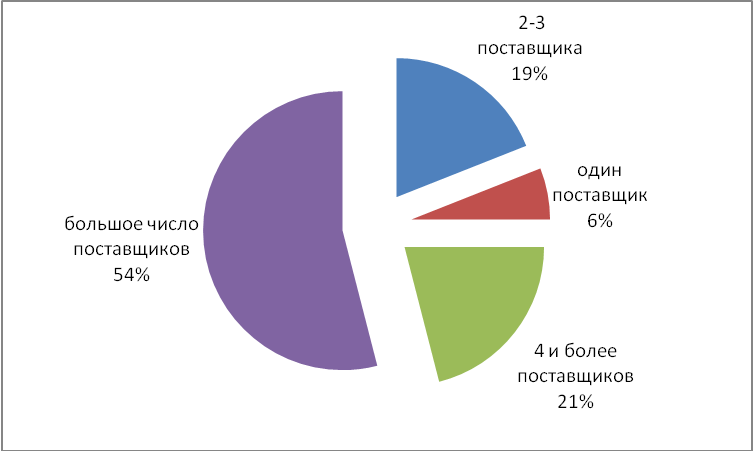 2-3
поставщика
19%
один
поставщик
6%
4 и более
поставщиков
21%
большое число
поставщиков
54%